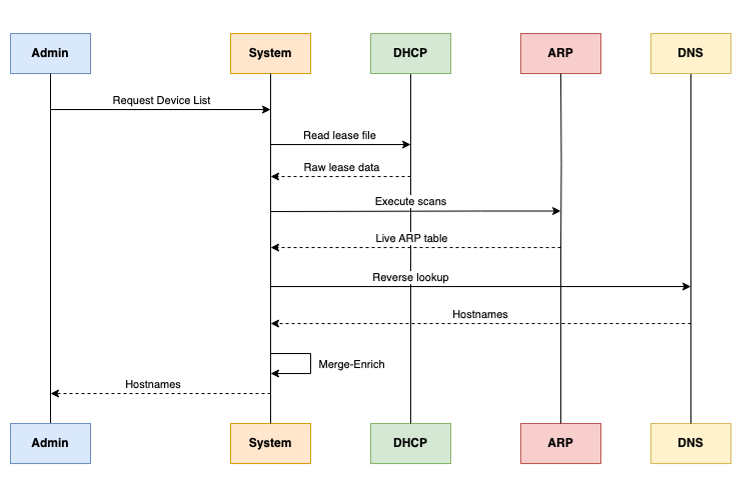 Admin
System
DHCP
ARP
DNS
Request Device List
Read lease file
Raw lease data
Execute scans
Live ARP table
Reverse lookup
Hostnames
Merge-Enrich
Hostnames
Admin
System
DHCP
ARP
DNS